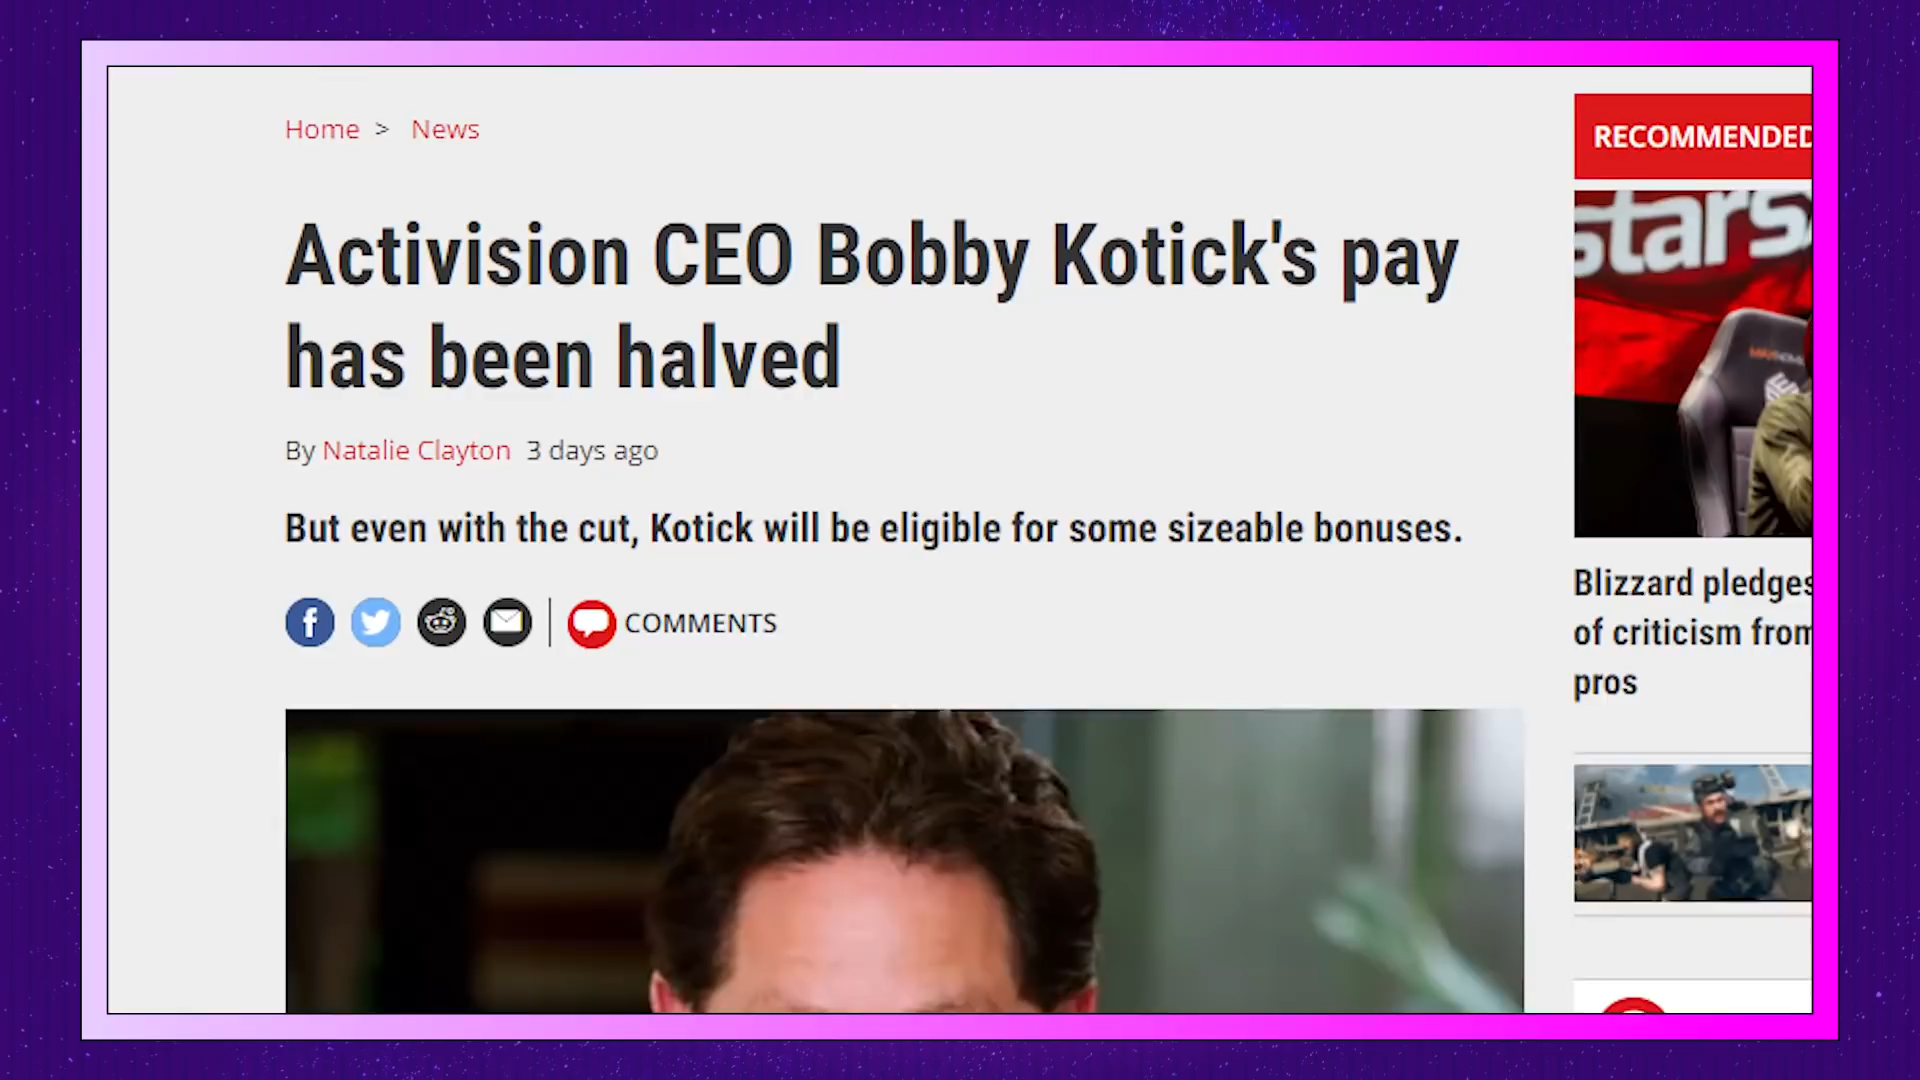 Home > News
Activision CEO Bobby Kotick's pay
has been halved
By Natalie Clayton 3 days ago
But even with the cut, Kotick will be eligible for some sizeable bonuses.
COMMENTS
RECOMMENDED
stars
Blizzard pledges
of criticism from
pros